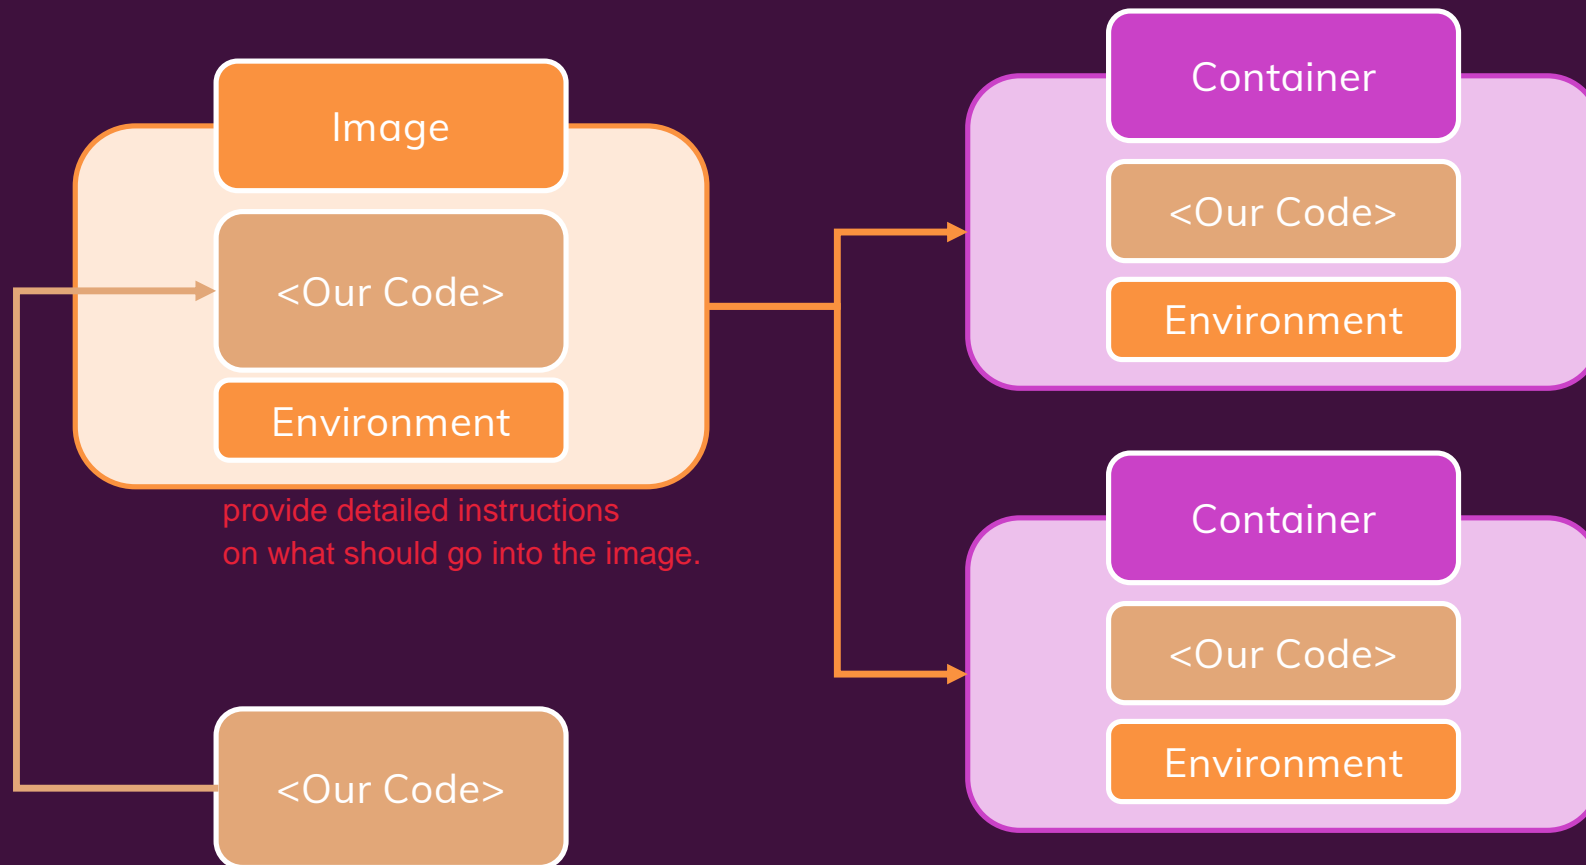 Image
<Our Code>
Environment
provide detailed instructions
on what should go into the image.
<Our Code>
Container
<Our Code>
Environment
Container
<Our Code>
Environment